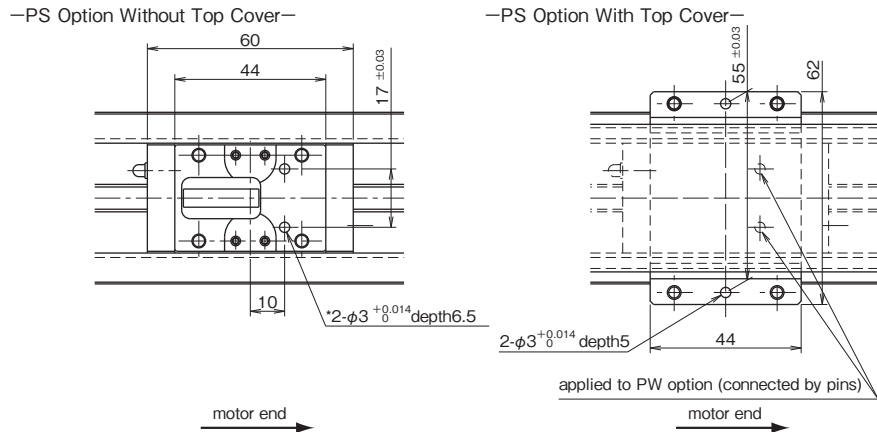 —PS Option Without Top Cover—
60
44
17 ±0.03
10
*2-φ3 +0.014 0 depth6.5
motor end
—PS Option With Top Cover—
55 ±0.03
62
2-φ3 +0.014 0 depth5
44
applied to PW option (connected by pins)
motor end